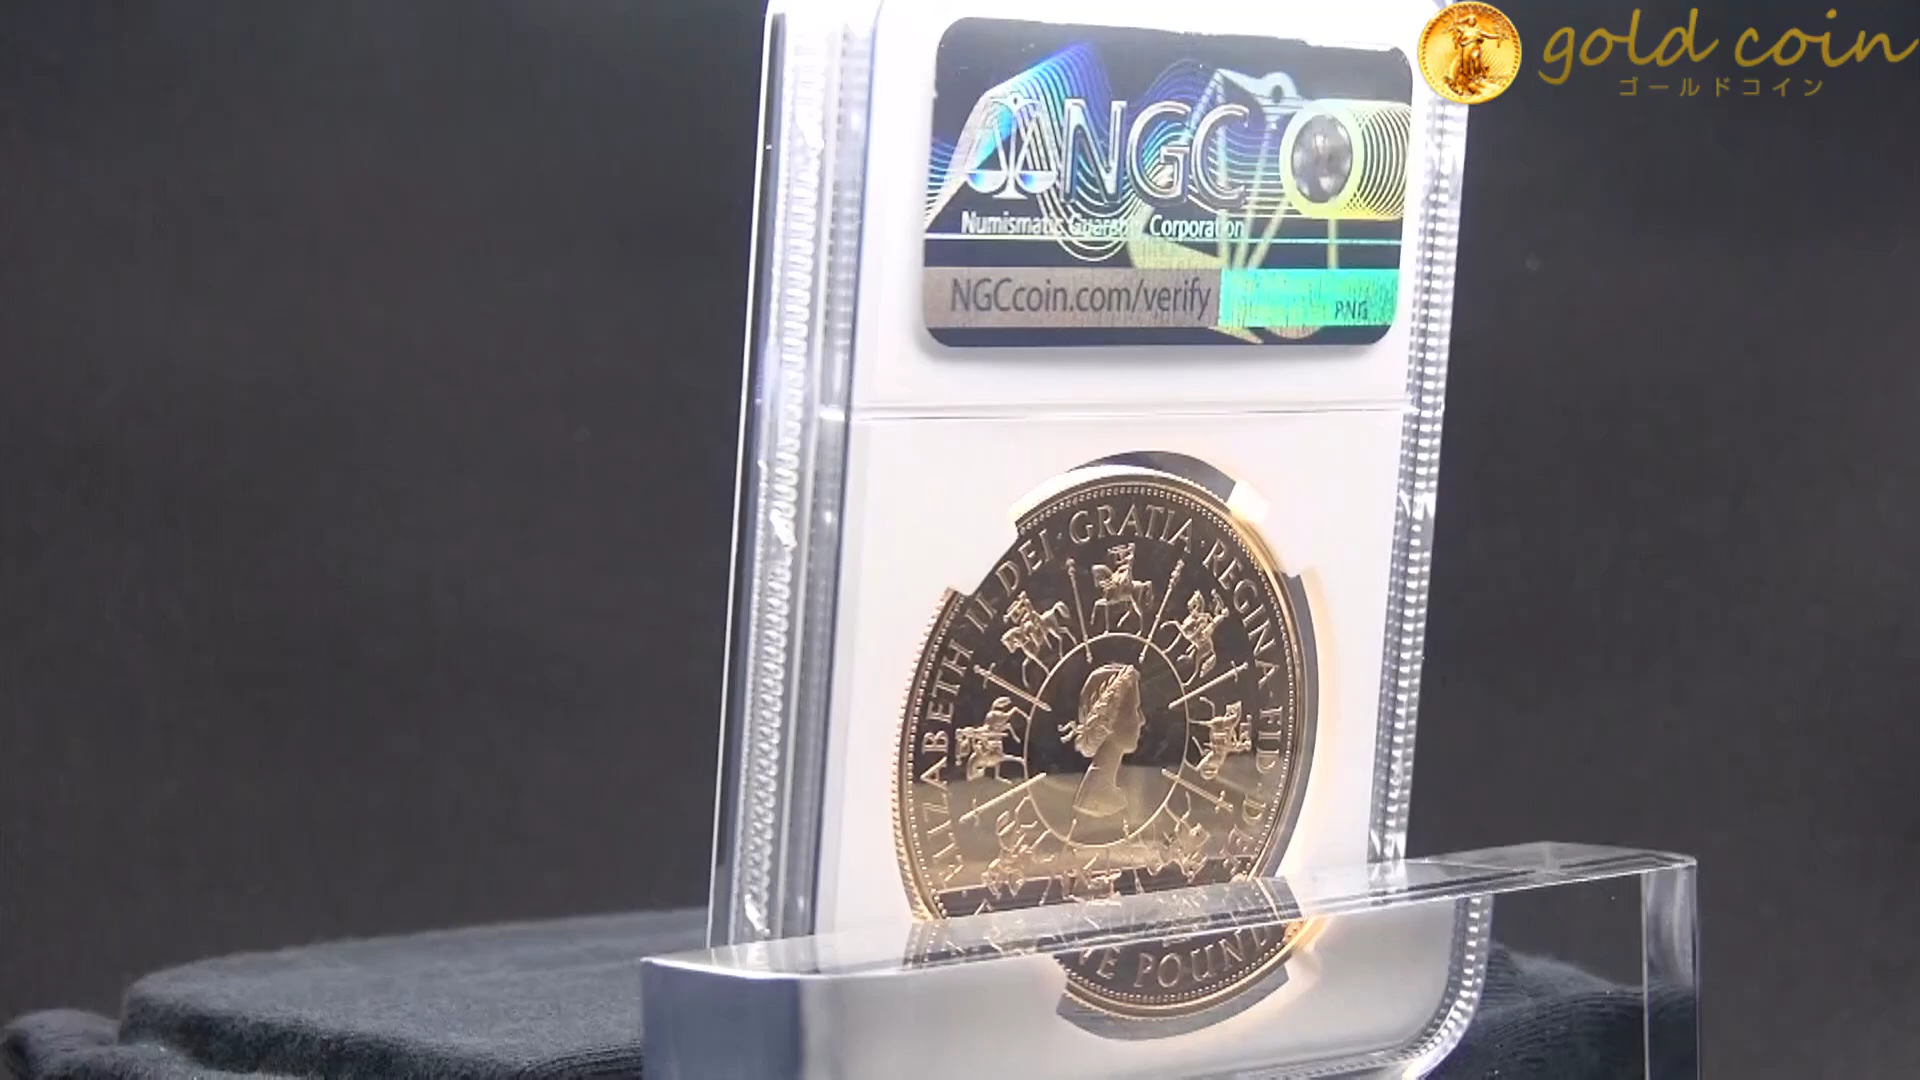 gold coin
ゴールドコイン
NGC
Numismatic Guaranty Corporation
NGCcoin.com/verify
PNG
ELIZABETH·II·DEI·GRATIA·REGINA·FID·DEF
POUND